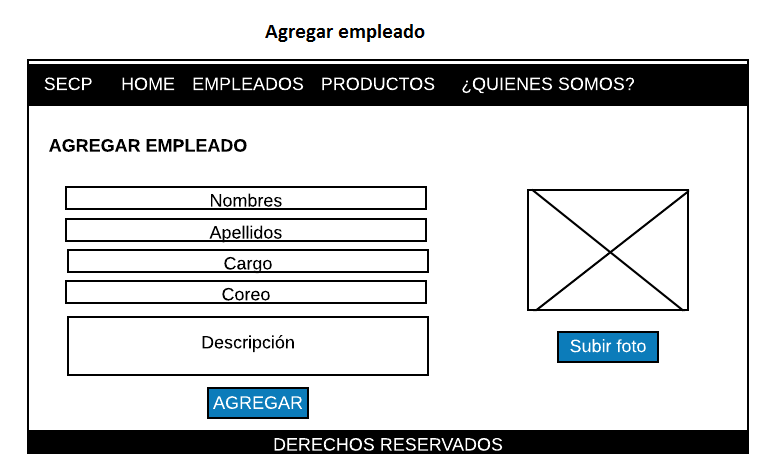 Agregar empleado
SECP HOME EMPLEADOS PRODUCTOS ¿QUIENES SOMOS?
AGREGAR EMPLEADO
Nombres
Apellidos
Cargo
Coreo
Descripción
Subir foto
AGREGAR
DERECHOS RESERVADOS